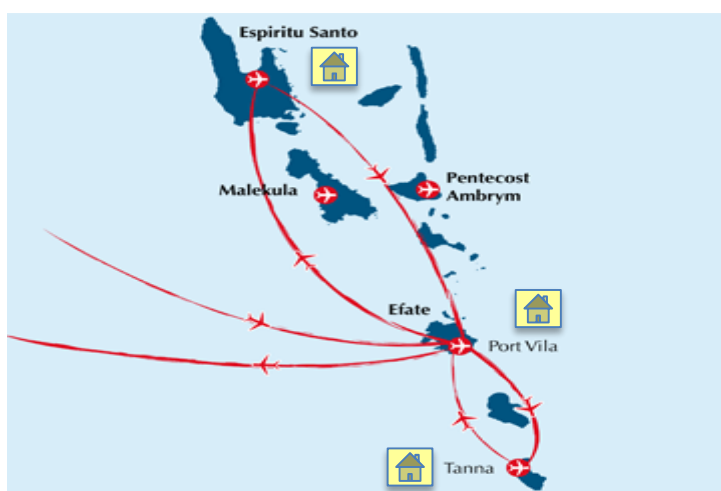 Espiritu Santo
Malekula
Pentecost
Ambrym
Efate
Port Vila
Tanna